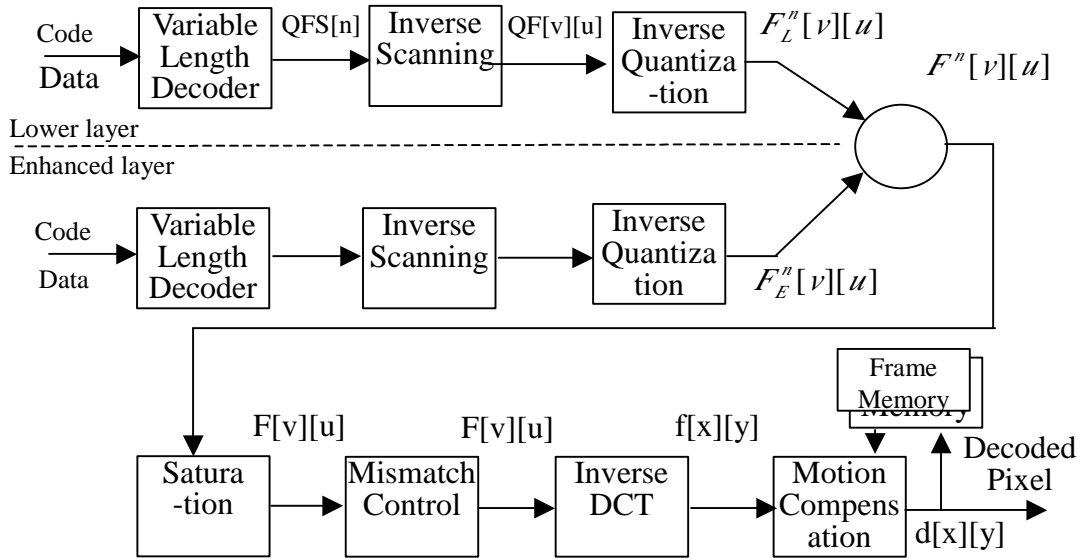 Code
Data
Variable
Length
Decoder
QFS[n]
Inverse
Scanning
QF[v][u]
Inverse
Quantiza
-tion
F_L^n[v][u]
F^n[v][u]
Lower layer
Enhanced layer
Code
Data
Variable
Length
Decoder
Inverse
Scanning
Inverse
Quantiza
tion
F_E^n[v][u]
Frame
Memory
Memory
Satura
-tion
F[v][u]
Mismatch
Control
F[v][u]
Inverse
DCT
f[x][y]
Motion
Compens
ation
Decoded
Pixel
d[x][y]